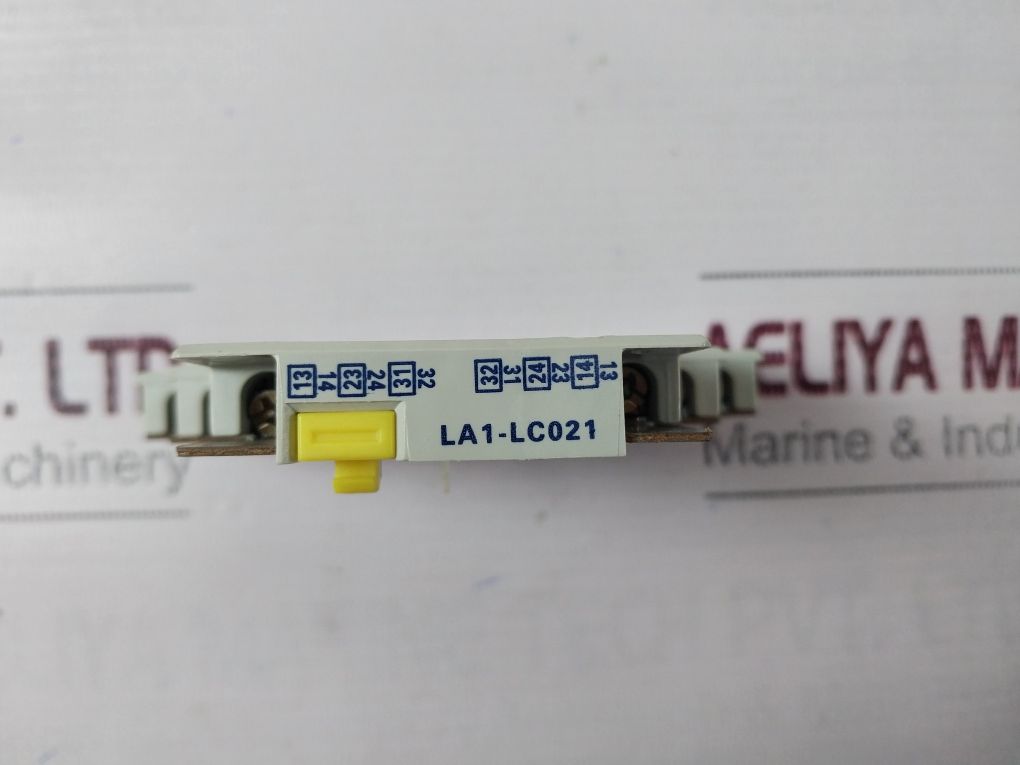 . LTD
AELIYA MA
chinery
Marine & Indu
13 14 23 24 31 32 32 31 24 23 14 13
LA1-LC021